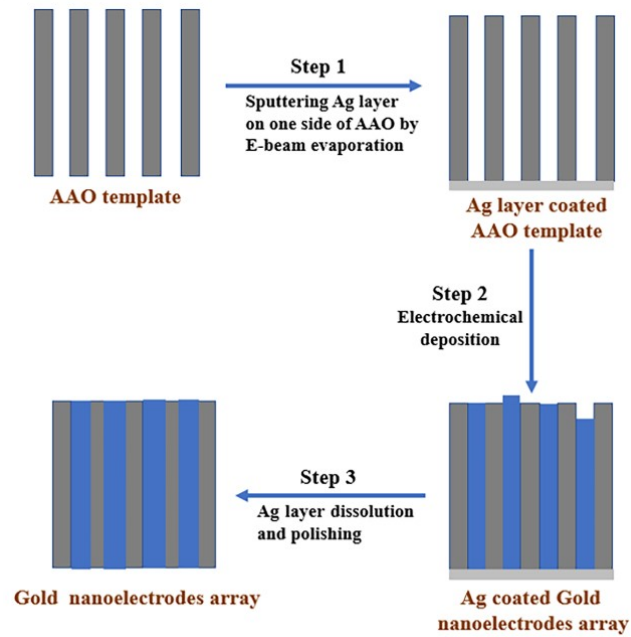 Step 1
Sputtering Ag layer
on one side of AAO by
E-beam evaporation
AAO template
Ag layer coated
AAO template
Step 2
Electrochemical
deposition
Step 3
Ag layer dissolution
and polishing
Gold nanoelectrodes array
Ag coated Gold
nanoelectrodes array